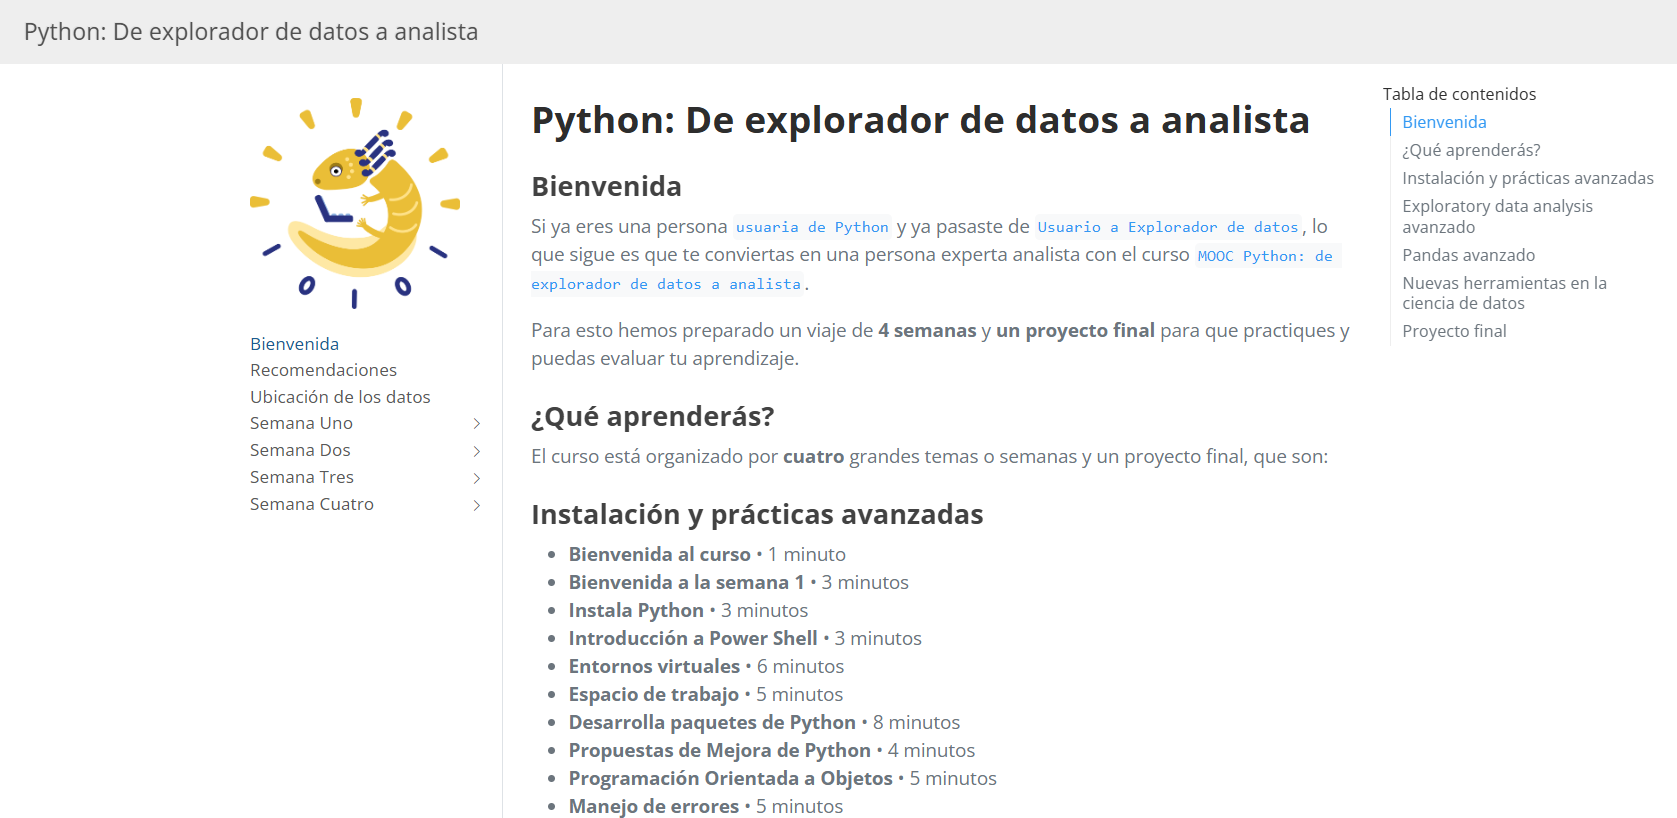 Python: De explorador de datos a analista
Bienvenida
Recomendaciones
Ubicación de los datos
Semana Uno
Semana Dos
Semana Tres
Semana Cuatro
Python: De explorador de datos a analista
Bienvenida
Si ya eres una persona usuaria de Python y ya pasaste de Usuario a Explorador de datos, lo
que sigue es que te conviertas en una persona experta analista con el curso MOOC Python: de
explorador de datos a analista.
Para esto hemos preparado un viaje de 4 semanas y un proyecto final para que practiques y
puedas evaluar tu aprendizaje.
¿Qué aprenderás?
El curso está organizado por cuatro grandes temas o semanas y un proyecto final, que son:
Instalación y prácticas avanzadas
• Bienvenida al curso • 1 minuto
• Bienvenida a la semana 1 • 3 minutos
• Instala Python • 3 minutos
• Introducción a Power Shell • 3 minutos
• Entornos virtuales • 6 minutos
• Espacio de trabajo • 5 minutos
• Desarrolla paquetes de Python • 8 minutos
• Propuestas de Mejora de Python • 4 minutos
• Programación Orientada a Objetos • 5 minutos
• Manejo de errores • 5 minutos
Tabla de contenidos
Bienvenida
¿Qué aprenderás?
Instalación y prácticas avanzadas
Exploratory data analysis
avanzado
Pandas avanzado
Nuevas herramientas en la
ciencia de datos
Proyecto final